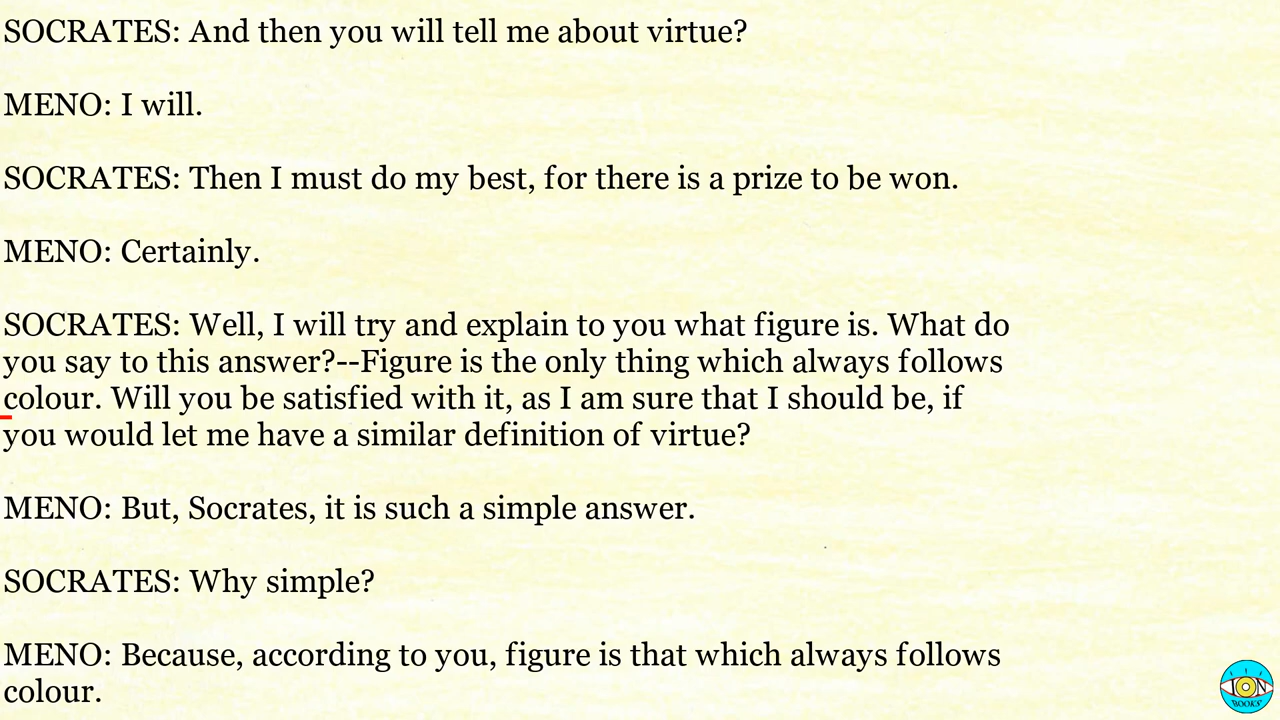 SOCRATES: And then you will tell me about virtue?
MENO: I will.
SOCRATES: Then I must do my best, for there is a prize to be won.
MENO: Certainly.
SOCRATES: Well, I will try and explain to you what figure is. What do
you say to this answer?--Figure is the only thing which always follows
colour. Will you be satisfied with it, as I am sure that I should be, if
you would let me have a similar definition of virtue?
MENO: But, Socrates, it is such a simple answer.
SOCRATES: Why simple?
MENO: Because, according to you, figure is that which always follows
colour.
ION
BOOKS